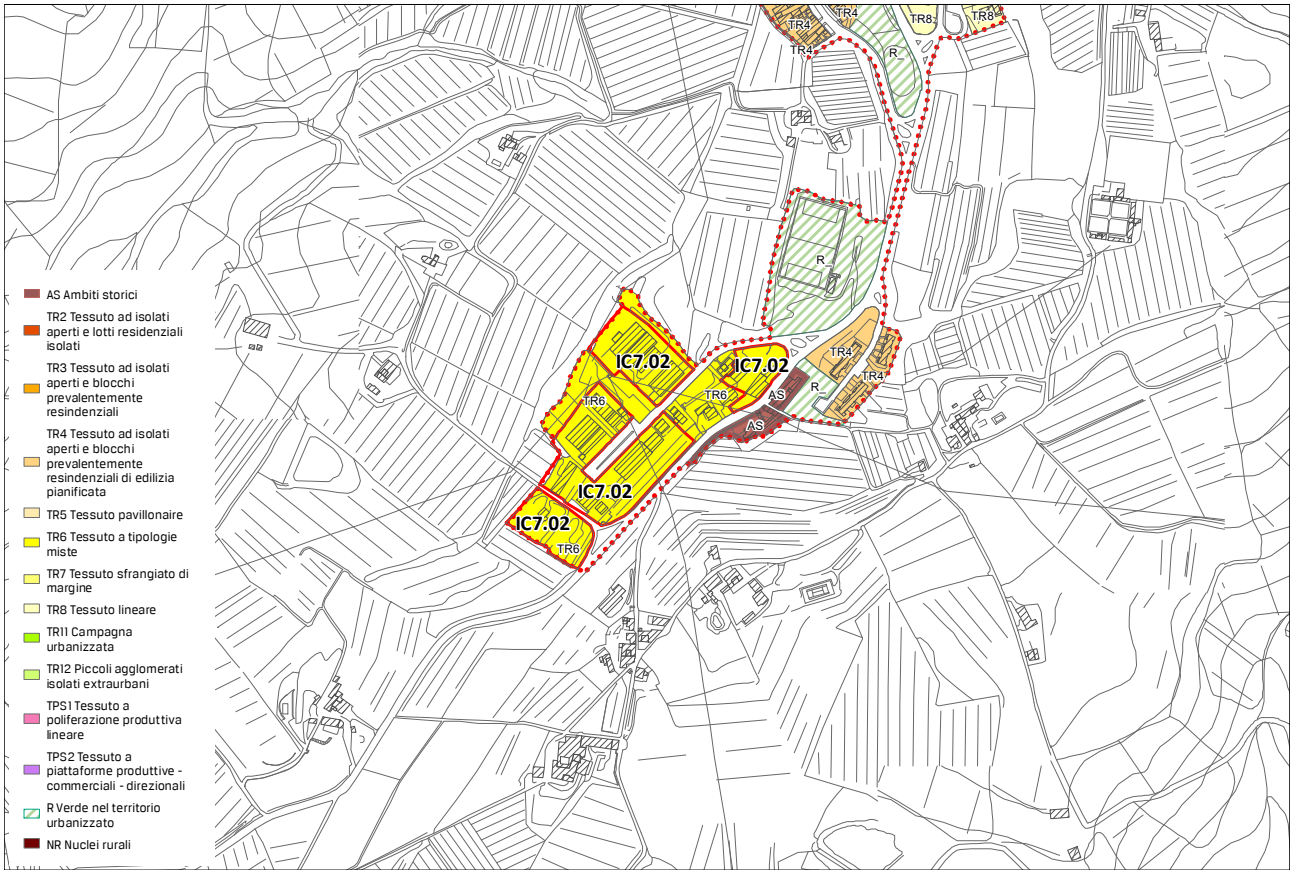 TR4
TR4
TR8
TR8
TR4
R_
R_
AS Ambiti storici
TR2 Tessuto ad isolati
aperti e lotti residenziali
isolati
TR3 Tessuto ad isolati
aperti e blocchi
prevalentemente
resindenziali
TR4 Tessuto ad isolati
aperti e blocchi
prevalentemente
residenziali di edilizia
pianificata
TR5 Tessuto pavillonaire
TR6 Tessuto a tipologie
miste
TR7 Tessuto sfrangiato di
margine
TR8 Tessuto lineare
TR11 Campagna
urbanizzata
TR12 Piccoli agglomerati
isolati extraurbani
TPS1 Tessuto a
poliferazione produttiva
lineare
TPS2 Tessuto a
piattaforme produttive -
commerciali - direzionali
R Verde nel territorio
urbanizzato
NR Nuclei rurali
IC7.02
IC7.02
TR4
TR4
TR6
TR6
AS
R_
AS
IC7.02
IC7.02
TR6